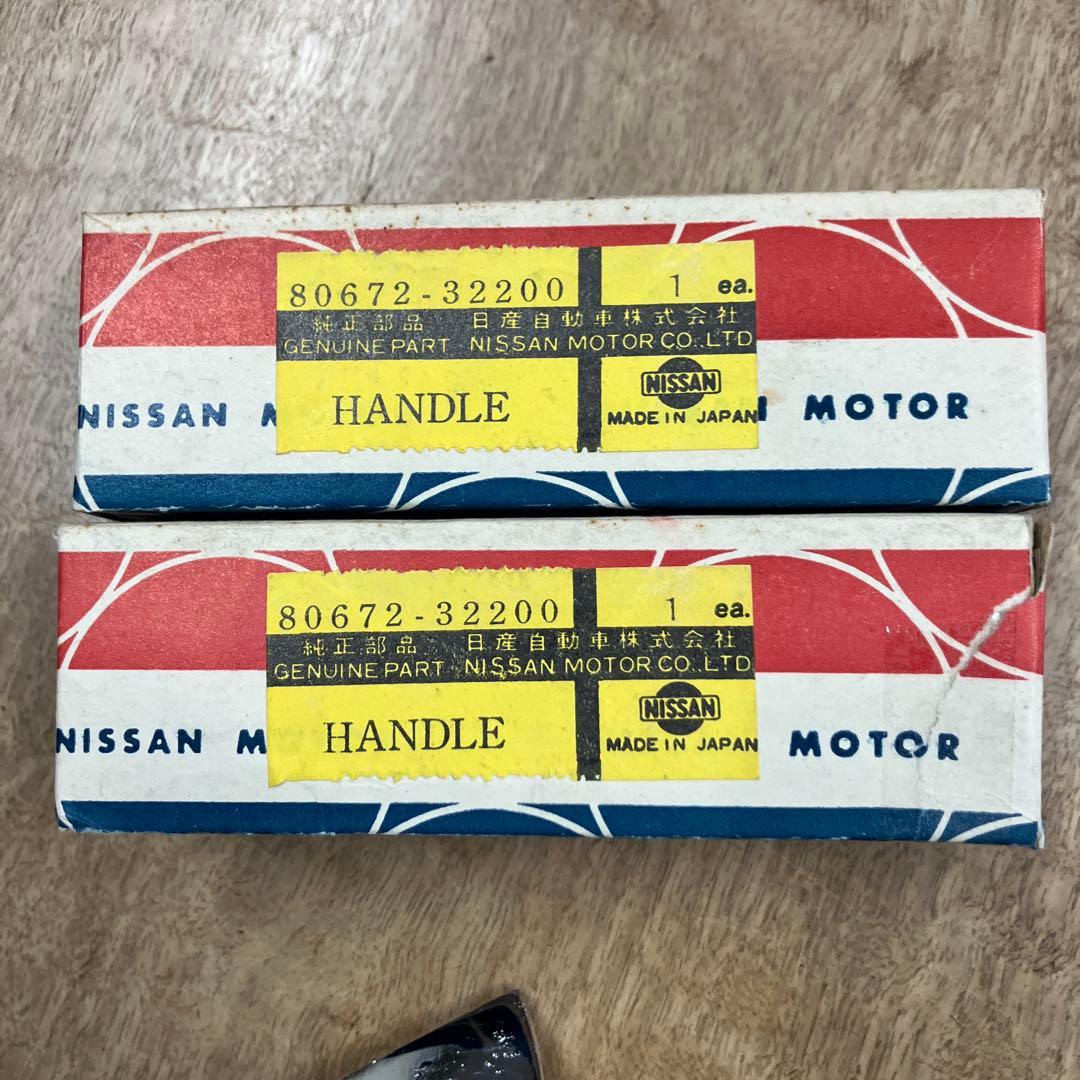 80672-32200 1 ea.
純正部品 日産自動車株式会社
GENUINE PART NISSAN MOTOR CO.,LTD
NISSAN M HANDLE NISSAN MOTOR
MADE IN JAPAN
80672-32200 1 ea.
純正部品 日産自動車株式会社
GENUINE PART NISSAN MOTOR CO.,LTD
NISSAN M HANDLE NISSAN MOTOR
MADE IN JAPAN